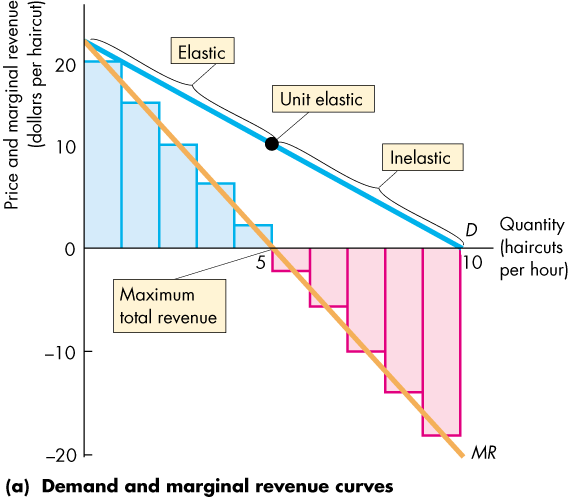 Price and marginal revenue
(dollars per haircut)
Elastic
20
Unit elastic
10
Inelastic
D
Quantity
(haircuts
per hour)
0
5
10
Maximum
total revenue
–10
–20
MR
(a) Demand and marginal revenue curves